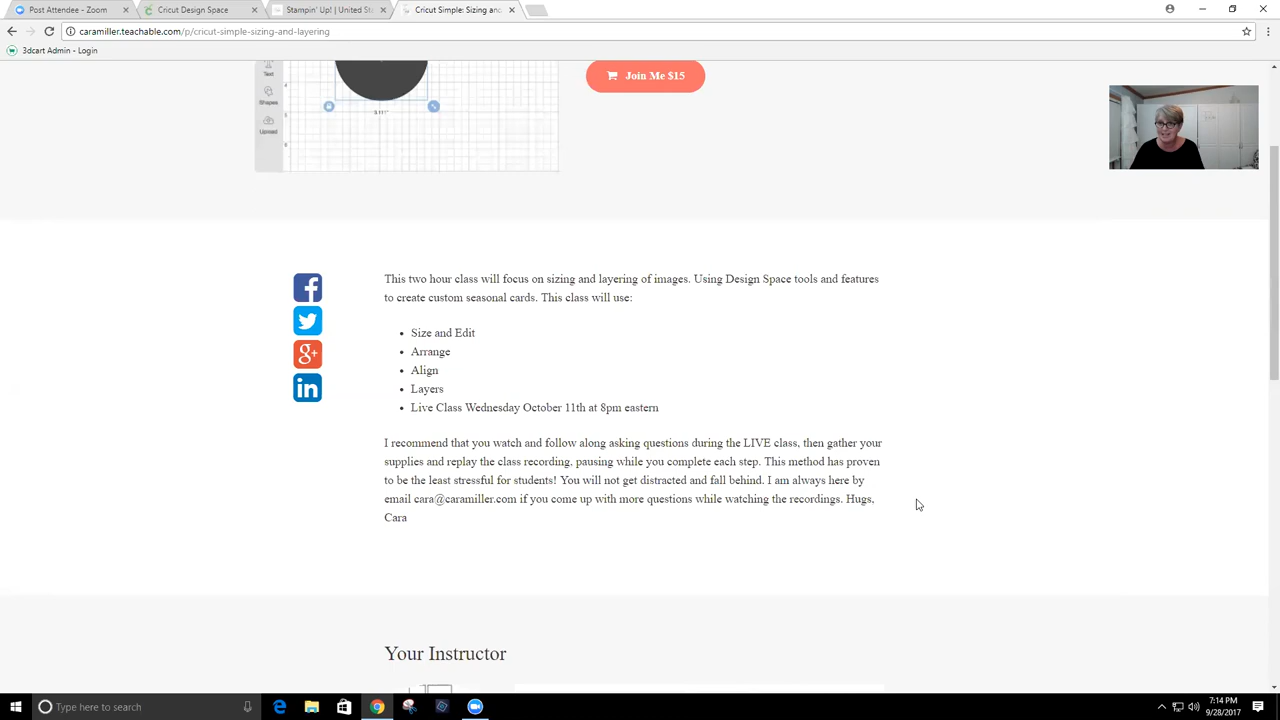 Post Attendee - Zoom
Cricut Design Space
Stampin' Up! | United St
Cricut Simple: Sizing and
caramiller.teachable.com/p/cricut-simple-sizing-and-layering
3dcart Admin - Login
Text
Shapes
Upload
4
5
6
Join Me $15
This two hour class will focus on sizing and layering of images. Using Design Space tools and features
to create custom seasonal cards. This class will use:
Size and Edit
Arrange
Align
Layers
Live Class Wednesday October 11th at 8pm eastern
I recommend that you watch and follow along asking questions during the LIVE class, then gather your
supplies and replay the class recording, pausing while you complete each step. This method has proven
to be the least stressful for students! You will not get distracted and fall behind. I am always here by
email cara@caramiller.com if you come up with more questions while watching the recordings. Hugs,
Cara
Your Instructor
Type here to search
7:14 PM
9/28/2017